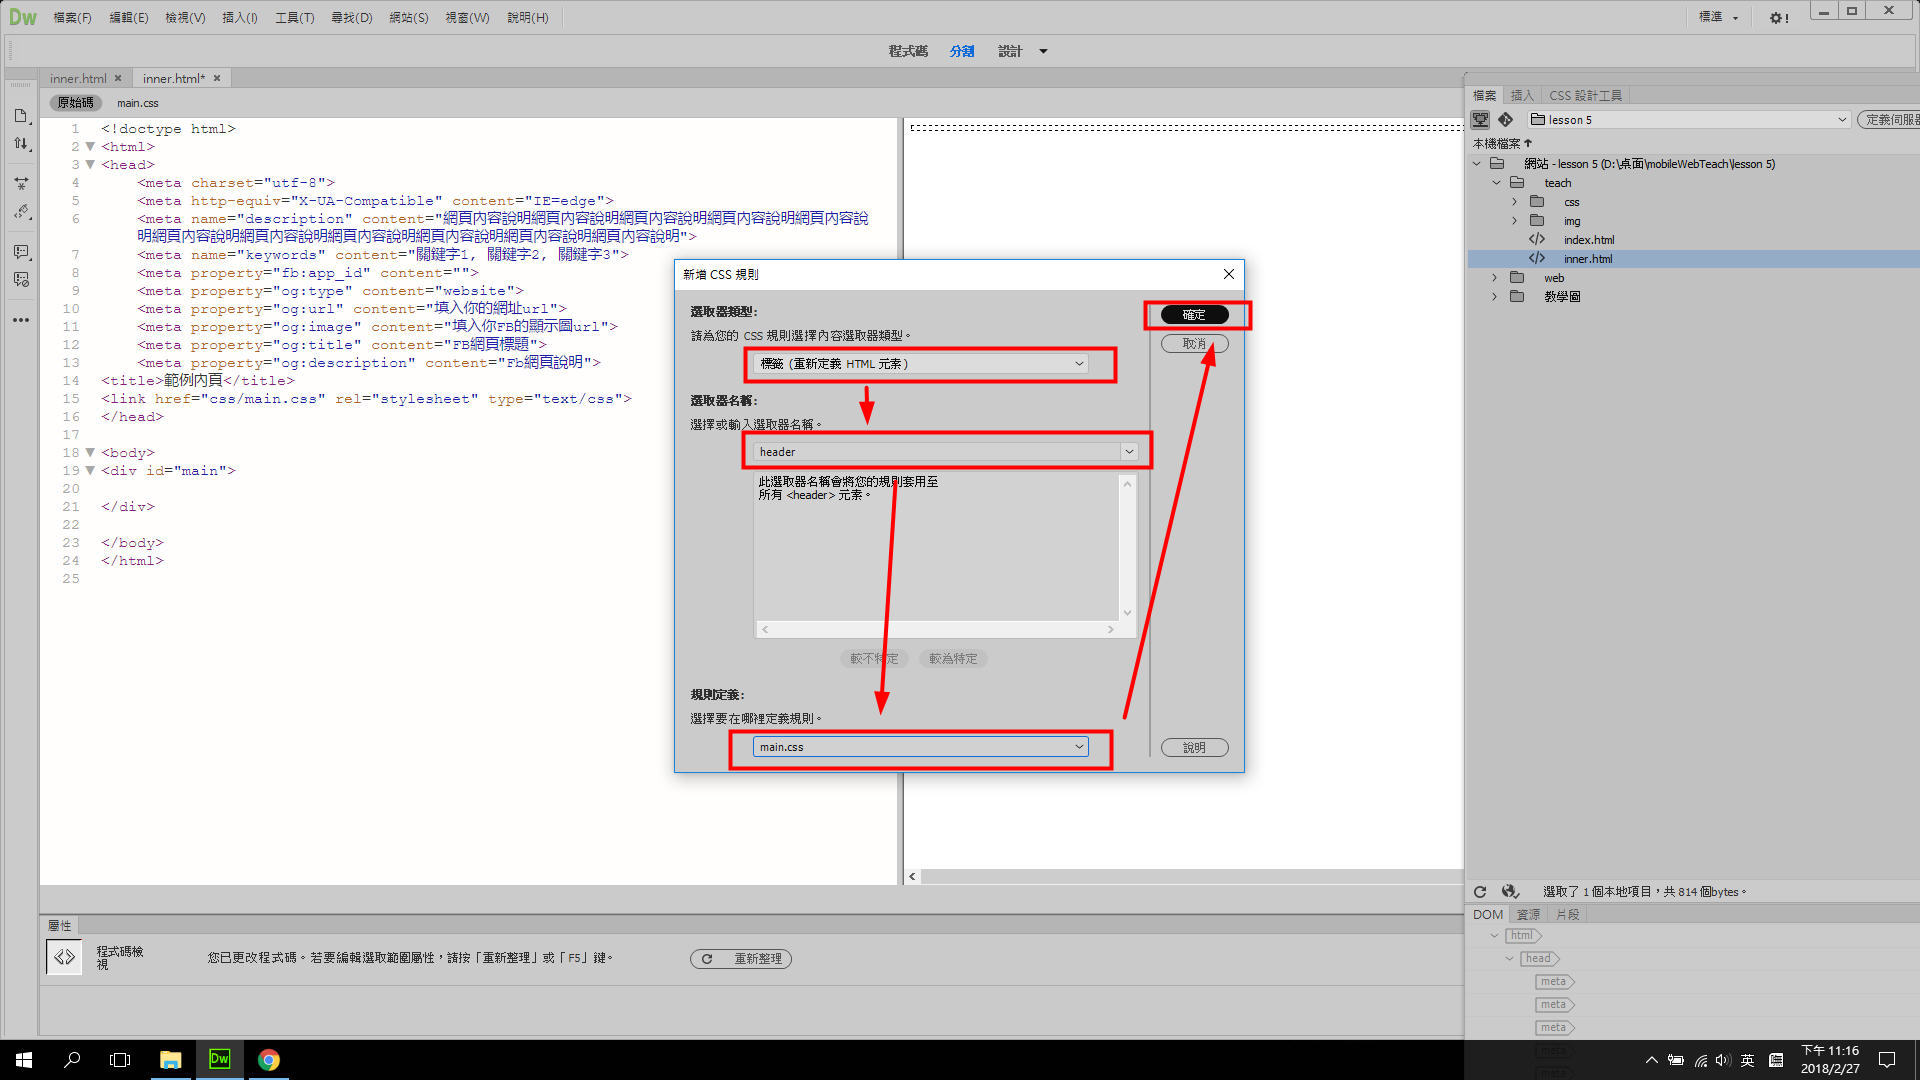 Dw 檔案(F) 編輯(E) 檢視(V) 插入(I) 工具(T) 尋找(D) 網站(S) 視窗(W) 說明(H) 標準
程式碼 分割 設計
inner.html inner.html*
原始碼 main.css
1 <!doctype html>
2 <html>
3 <head>
4 <meta charset="utf-8">
5 <meta http-equiv="X-UA-Compatible" content="IE=edge">
6 <meta name="description" content="網頁內容說明網頁內容說明網頁內容說明網頁內容說明網頁內容說
明網頁內容說明網頁內容說明網頁內容說明網頁內容說明網頁內容說明網頁內容說明">
7 <meta name="keywords" content="關鍵字1, 關鍵字2, 關鍵字3">
8 <meta property="fb:app_id" content="">
9 <meta property="og:type" content="website">
10 <meta property="og:url" content="填入你的網址url">
11 <meta property="og:image" content="填入你FB的顯示圖url">
12 <meta property="og:title" content="FB網頁標題">
13 <meta property="og:description" content="Fb網頁說明">
14 <title>範例內頁</title>
15 <link href="css/main.css" rel="stylesheet" type="text/css">
16 </head>
17
18 <body>
19 <div id="main">
20
21 </div>
22
23 </body>
24 </html>
25
新增 CSS 規則
選取器類型:
請為您的 CSS 規則選擇內容選取器類型。
標籤 (重新定義 HTML 元素)
選取器名稱:
選擇或輸入選取器名稱。
header
此選取器名稱會將您的規則套用至
所有 <header> 元素。
較不特定 較為特定
規則定義:
選擇要在哪裡定義規則。
main.css
確定
取消
說明
檔案 插入 CSS 設計工具
lesson 5 定義伺服器
本機檔案
網站 - lesson 5 (D:\桌面\mobileWebTeach\lesson 5)
teach
css
img
index.html
inner.html
web
教學圖
選取了 1 個本地項目，共 814 個bytes。
DOM 資源 片段
html
head
meta
meta
meta
meta
meta
屬性
程式碼檢
視
您已更改程式碼。若要編輯選取範圍屬性，請按「重新整理」或「F5」鍵。
重新整理
Dw
英
下午 11:16
2018/2/27